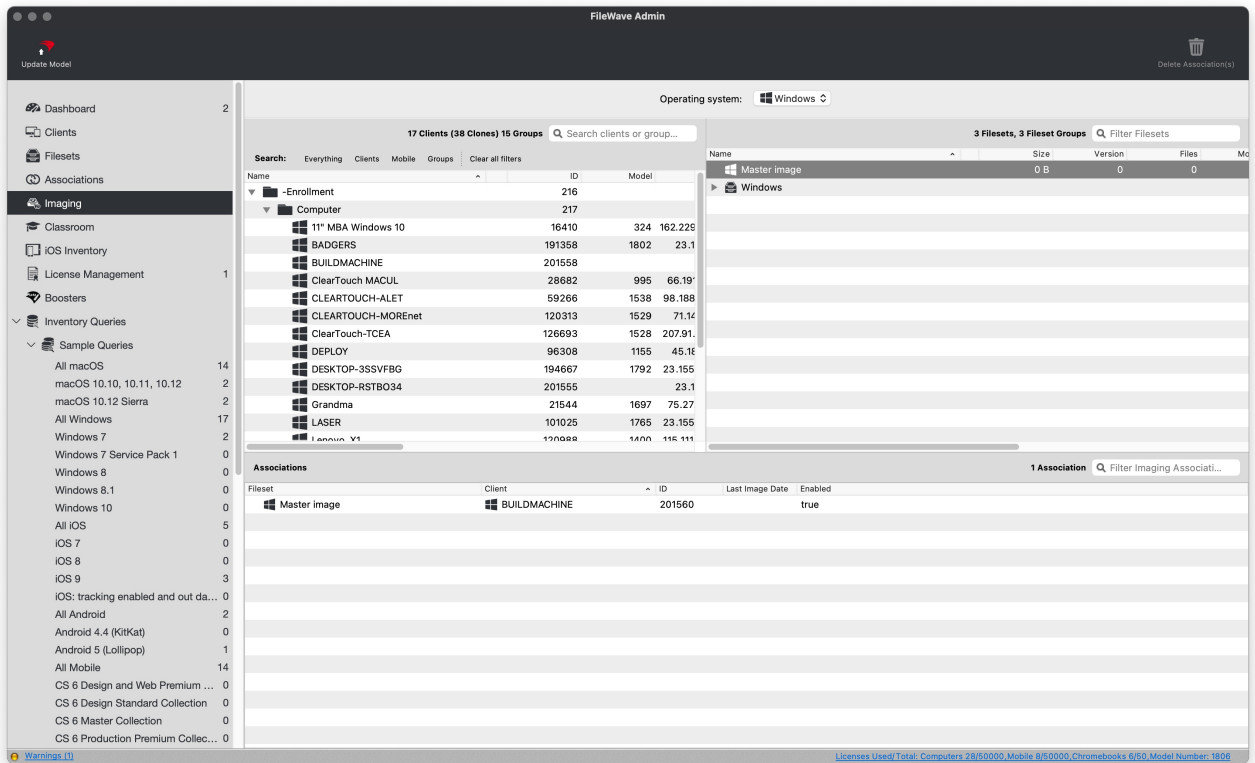 FileWave Admin
Update Model
Delete Association(s)
Dashboard 2
Clients
Filesets
Associations
Imaging
Classroom
iOS Inventory
License Management 1
Boosters
Inventory Queries
Sample Queries
All macOS 14
macOS 10.10, 10.11, 10.12 2
macOS 10.12 Sierra 2
All Windows 17
Windows 7 2
Windows 7 Service Pack 1 0
Windows 8 0
Windows 8.1 0
Windows 10 0
All iOS 5
iOS 7 0
iOS 8 0
iOS 9 3
iOS: tracking enabled and out da... 0
All Android 2
Android 4.4 (KitKat) 0
Android 5 (Lollipop) 1
All Mobile 14
CS 6 Design and Web Premium ... 0
CS 6 Design Standard Collection 0
CS 6 Master Collection 0
CS 6 Production Premium Collec... 0
Operating system: Windows
17 Clients (38 Clones) 15 Groups Search clients or group...
Search: Everything Clients Mobile Groups Clear all filters
Name ID Model
-Enrollment 216
Computer 217
11" MBA Windows 10 16410 324 162.229
BADGERS 191358 1802 23.1
BUILDMACHINE 201558
ClearTouch MACUL 28682 995 66.19
CLEARTOUCH-ALET 59266 1538 98.188
CLEARTOUCH-MOREnet 120313 1529 71.14
ClearTouch-TCEA 126693 1528 207.91.
DEPLOY 96308 1155 45.18
DESKTOP-3SSVFBG 194667 1792 23.155
DESKTOP-RSTBO34 201555 23.1
Grandma 21544 1697 75.27
LASER 101025 1765 23.155
Lenovo_X1 120988 1400 115.111
3 Filesets, 3 Fileset Groups Filter Filesets
Name Size Version Files Mo
Master image 0 B 0 0
Windows
Associations 1 Association Filter Imaging Associati...
Fileset Client ID Last Image Date Enabled
Master image BUILDMACHINE 201560 true
Warnings (1)
Licenses Used/Total: Computers 28/50000,Mobile 8/50000,Chromebooks 6/50,Model Number: 1806